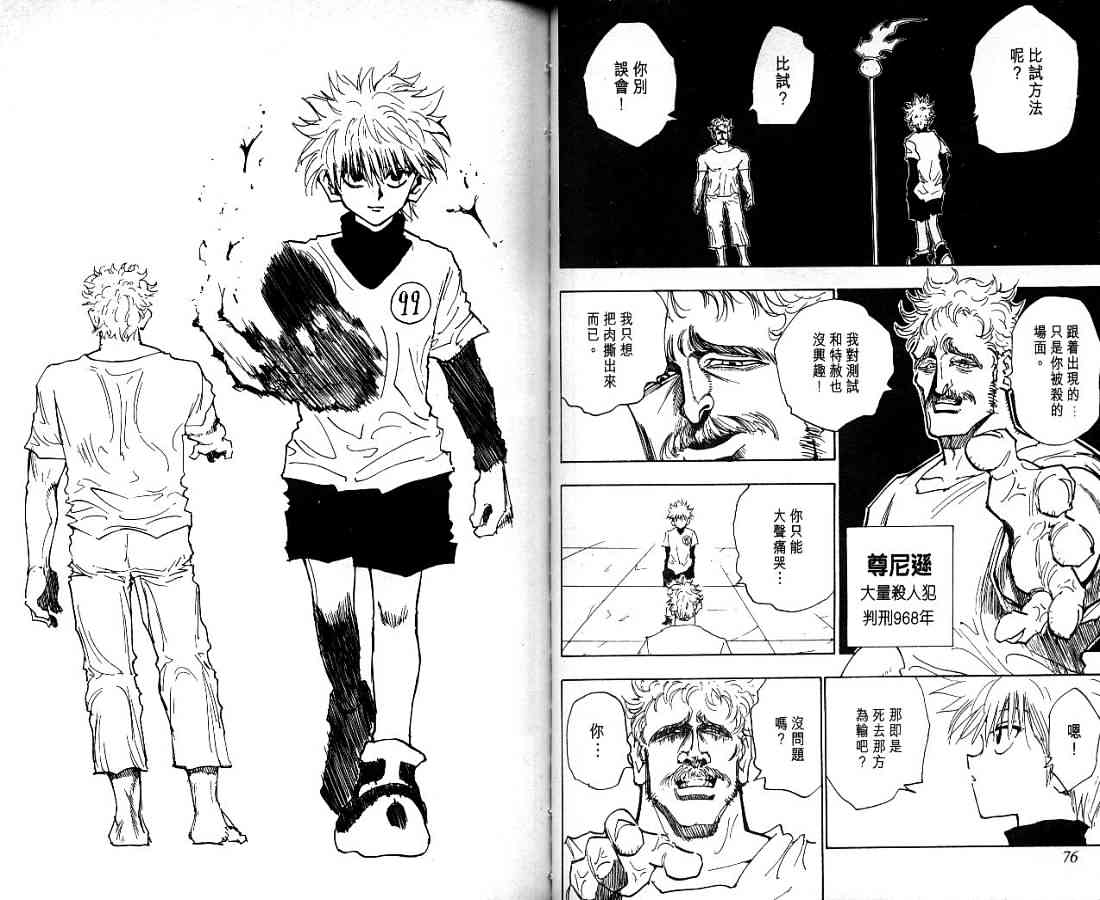 比試方法
呢？
比試？
你別
誤會！
跟着出現的…
只是你被殺的
場面。
尊尼遜
大量殺人犯
判刑968年
我對測試
和特赦也
沒興趣！
我只想
把肉撕出來
而已。
你只能
大聲痛哭…
嗯！
那即是
死去那方
為輸吧？
沒問題
嗎？
你…
76
99